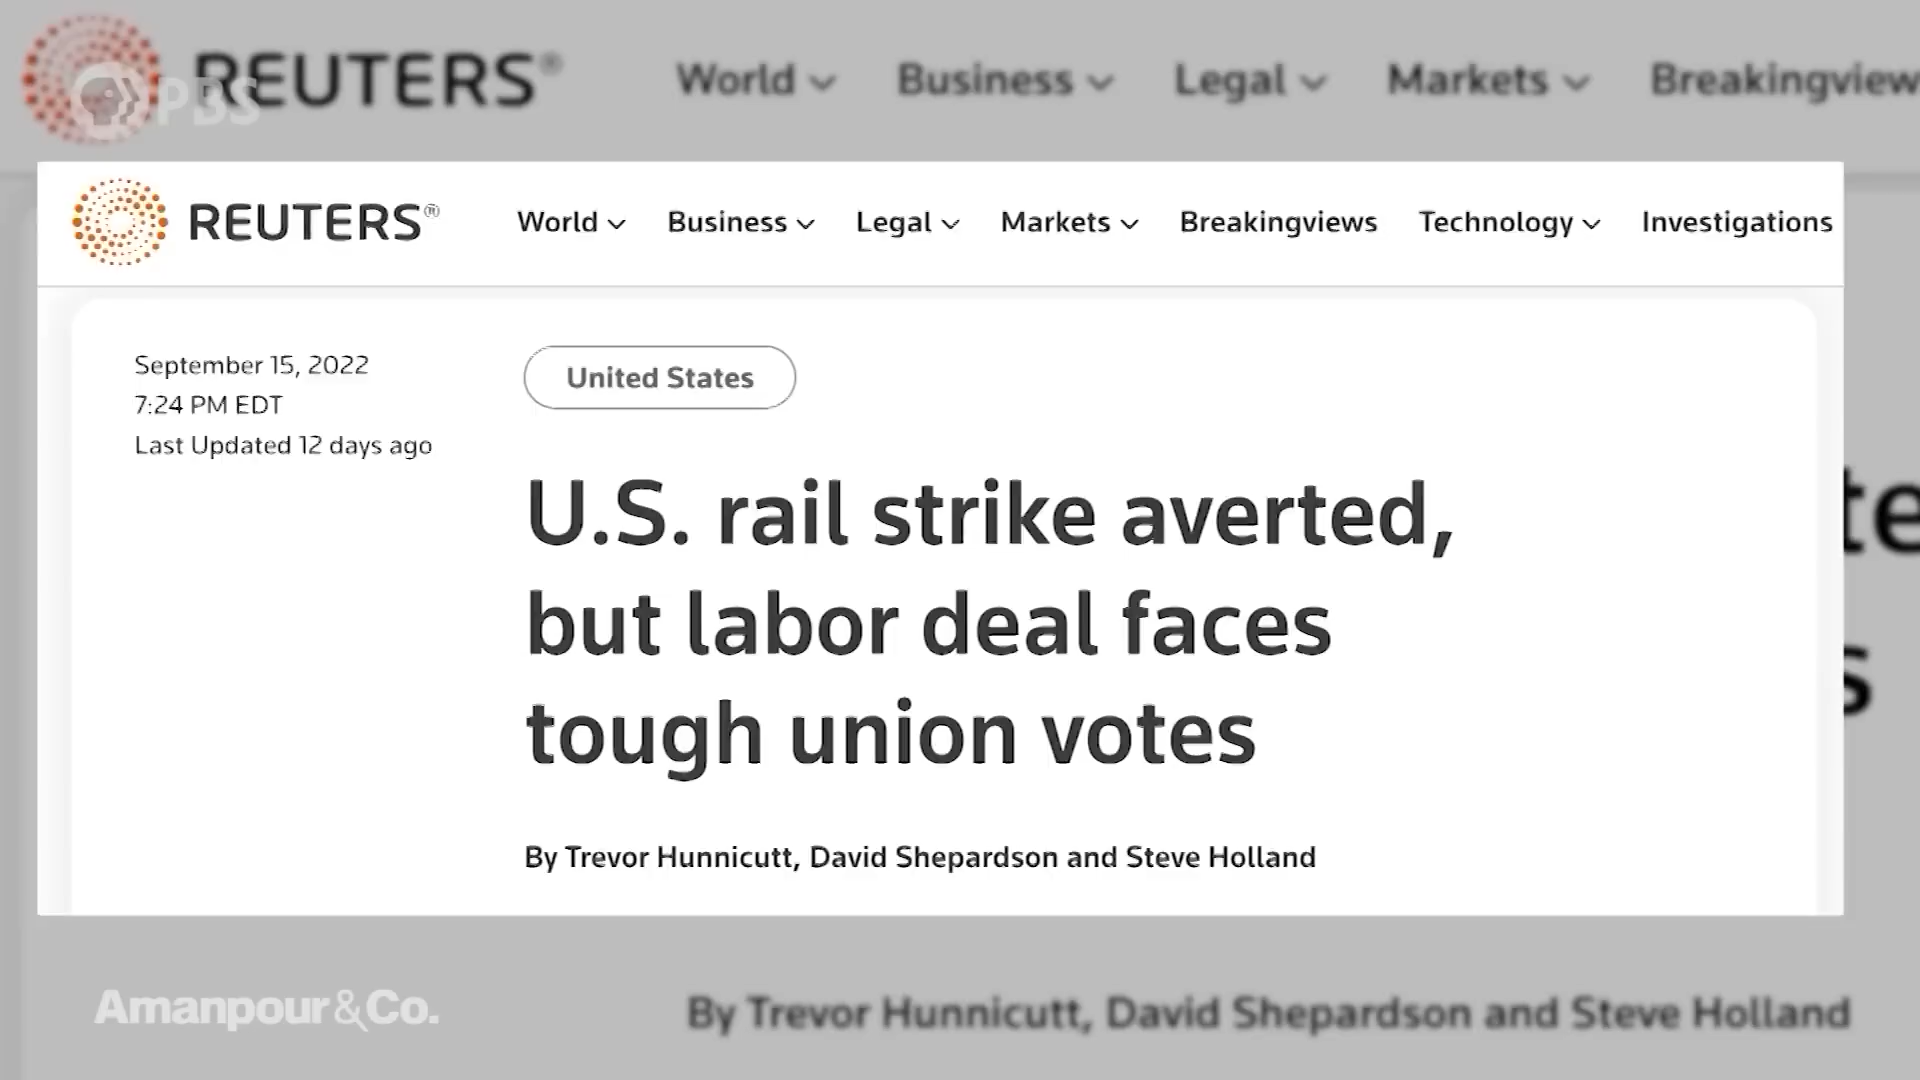 REUTERS®
World Business Legal Markets Breakingview
PBS
REUTERS®
World Business Legal Markets Breakingviews Technology Investigations
September 15, 2022
7:24 PM EDT
Last Updated 12 days ago
United States
U.S. rail strike averted,
but labor deal faces
tough union votes
By Trevor Hunnicutt, David Shepardson and Steve Holland
te
s
Amanpour&Co.
By Trevor Hunnicutt, David Shepardson and Steve Holland